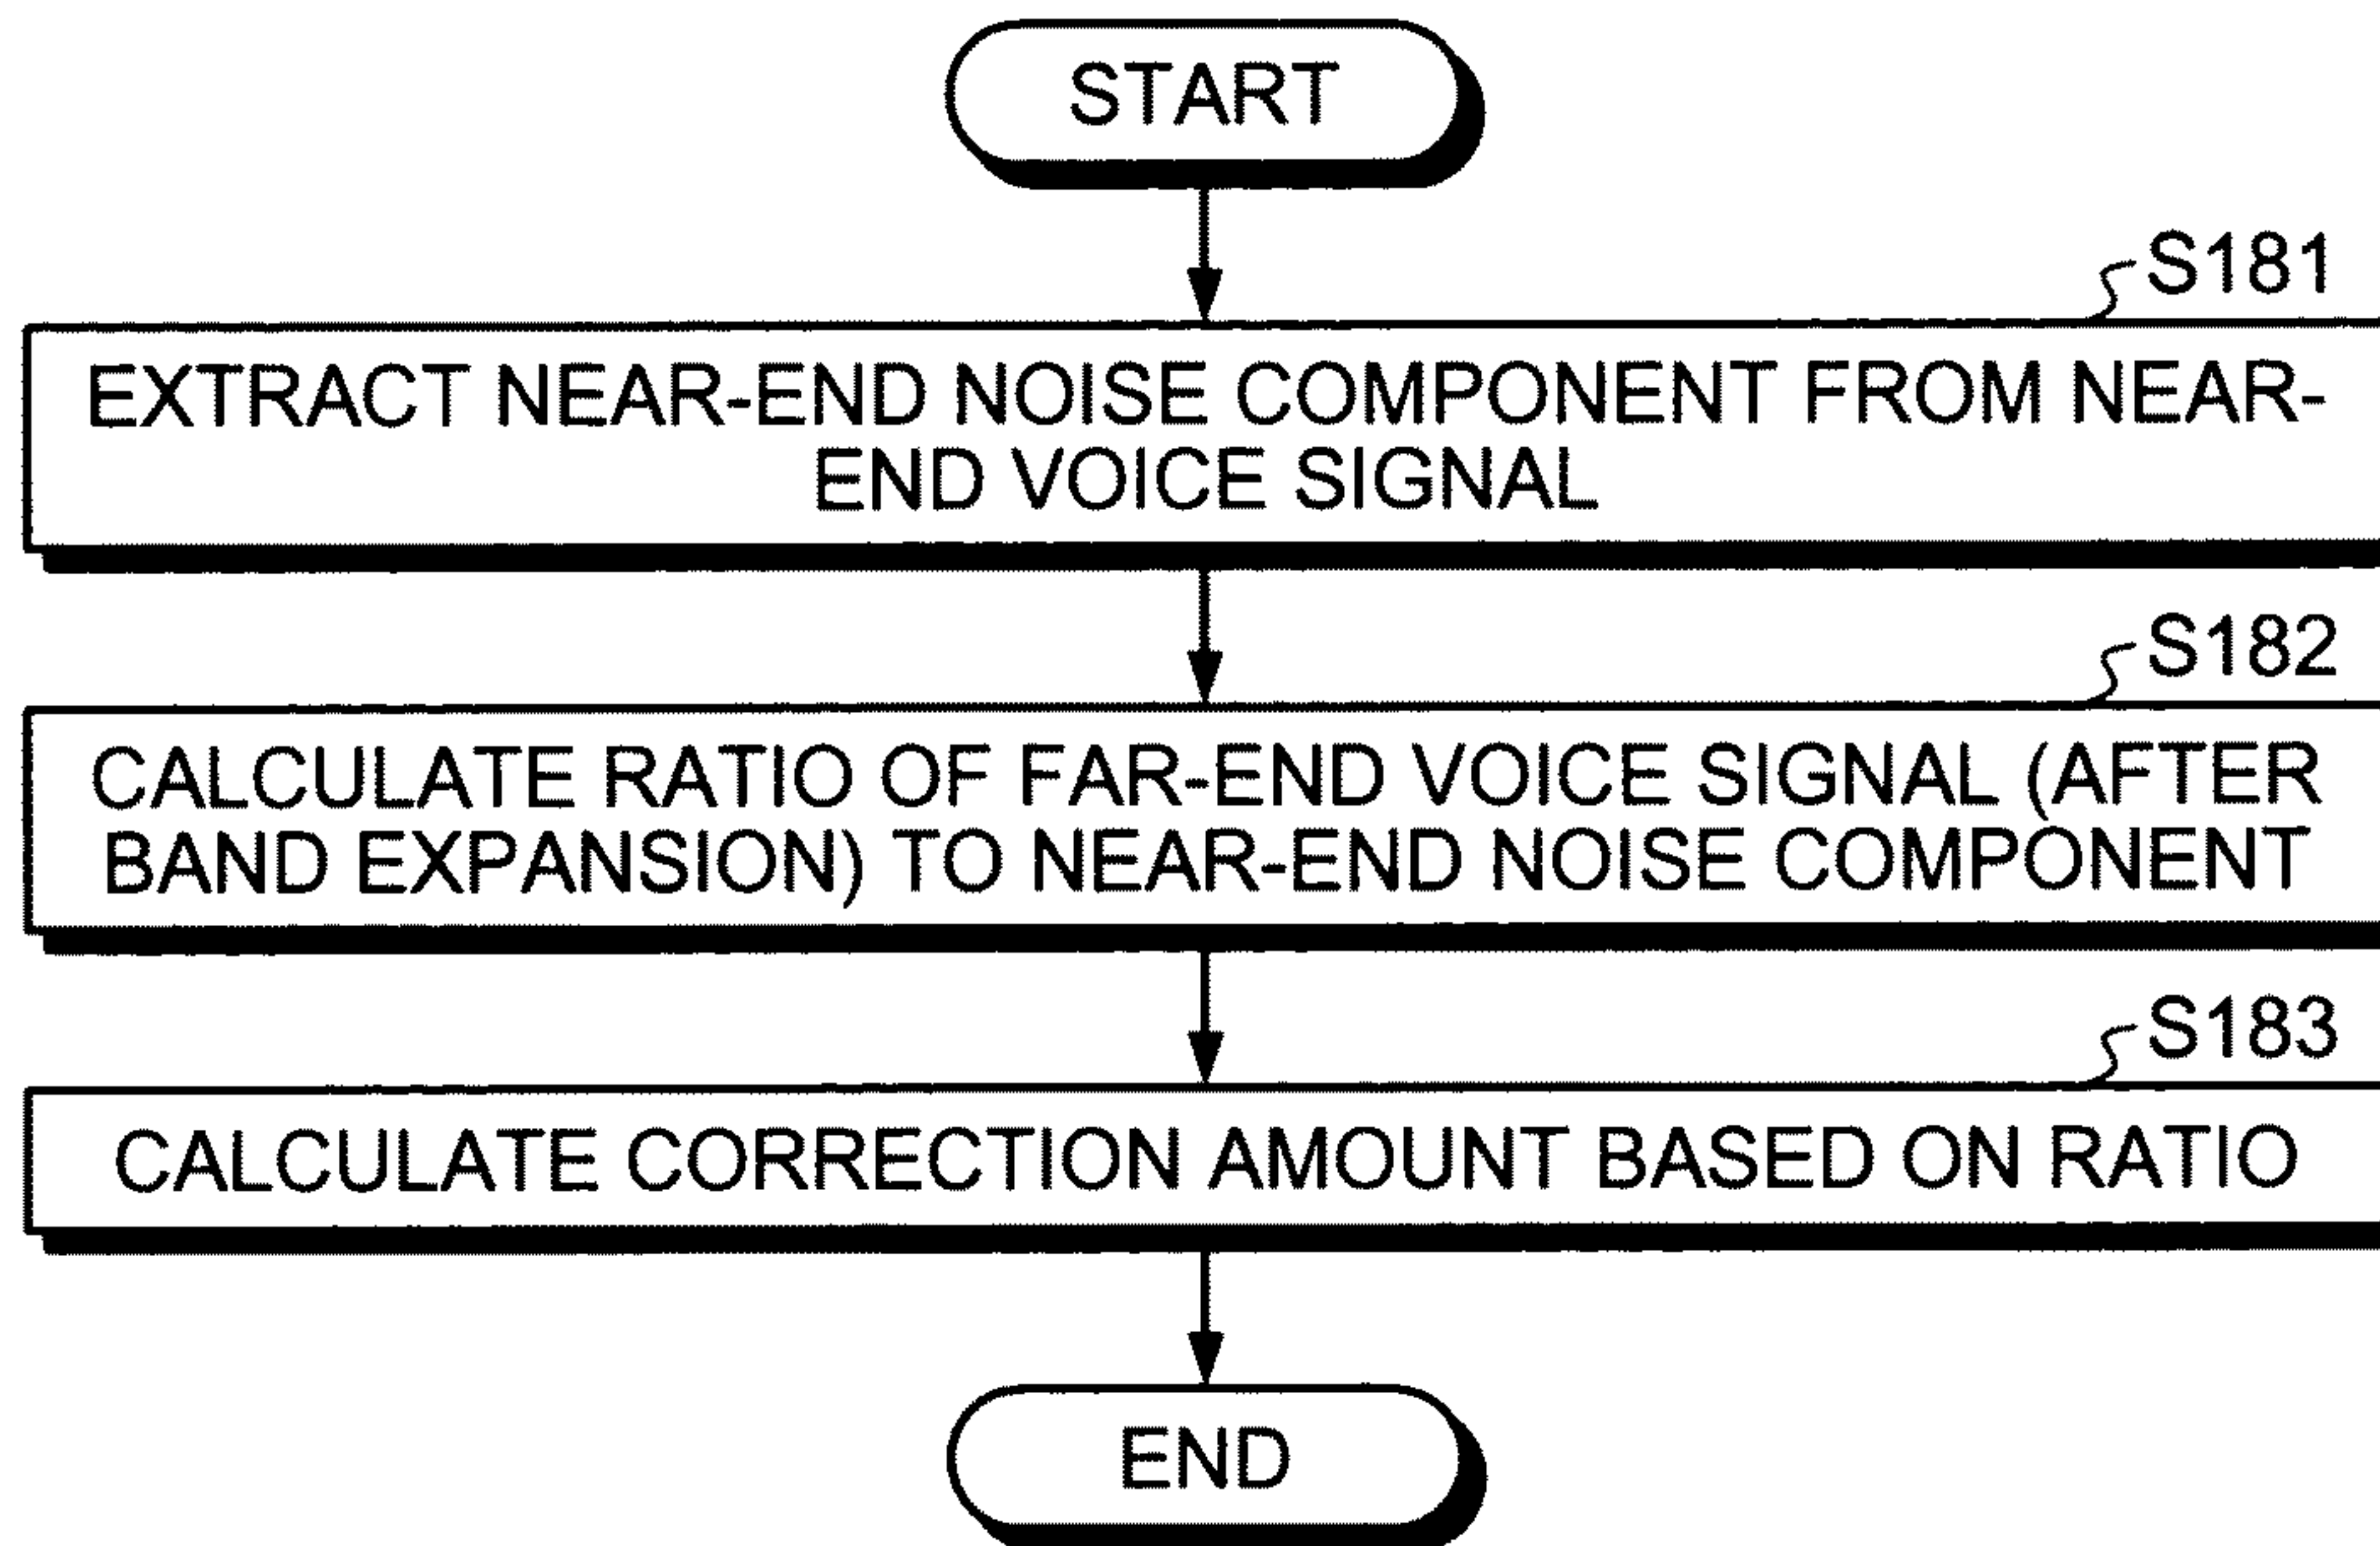 START
S181
EXTRACT NEAR-END NOISE COMPONENT FROM NEAR-
END VOICE SIGNAL
S182
CALCULATE RATIO OF FAR-END VOICE SIGNAL (AFTER
BAND EXPANSION) TO NEAR-END NOISE COMPONENT
S183
CALCULATE CORRECTION AMOUNT BASED ON RATIO
END